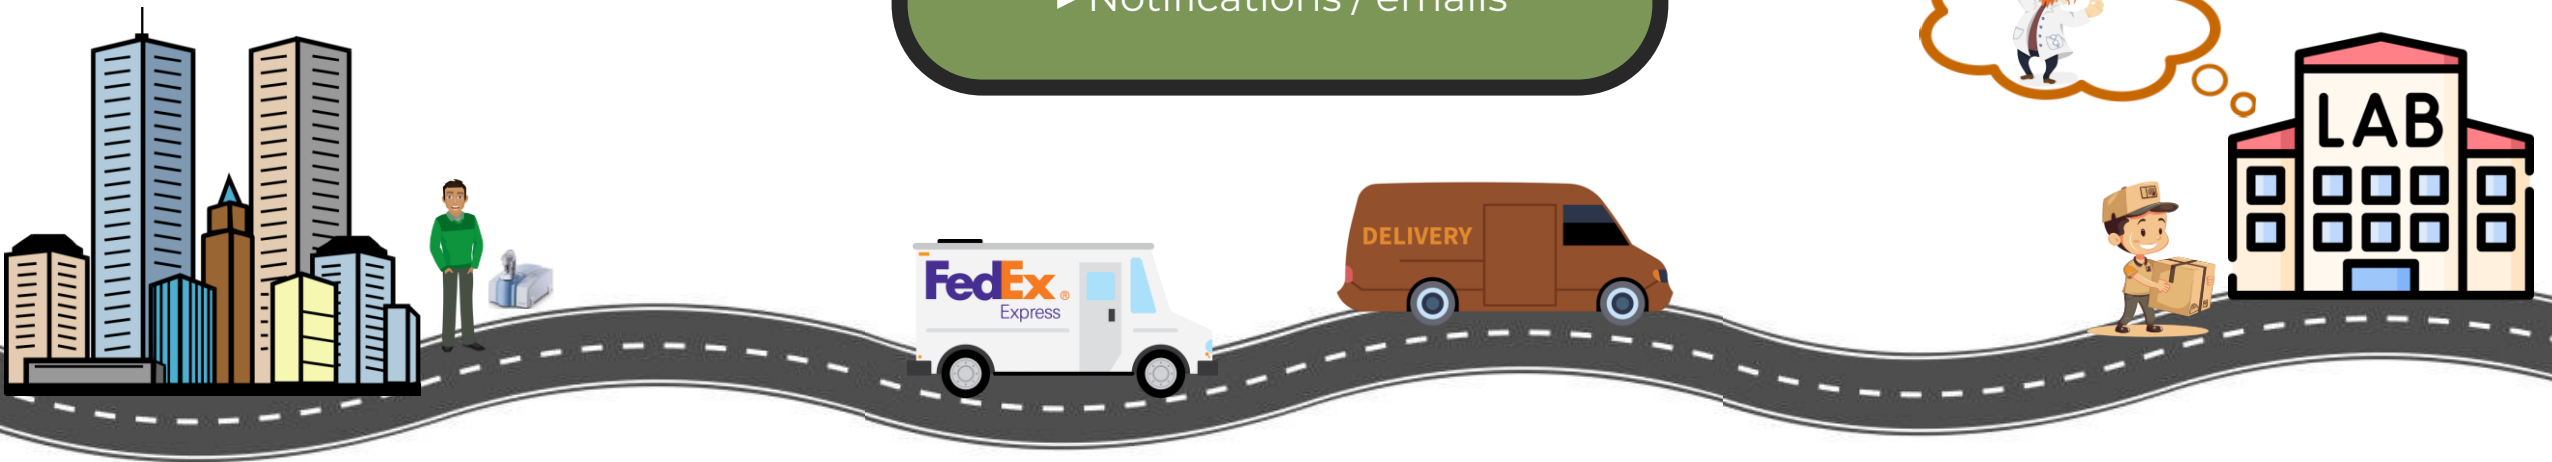 ► Notifications / emails
LAB
DELIVERY
FedEx®
Express